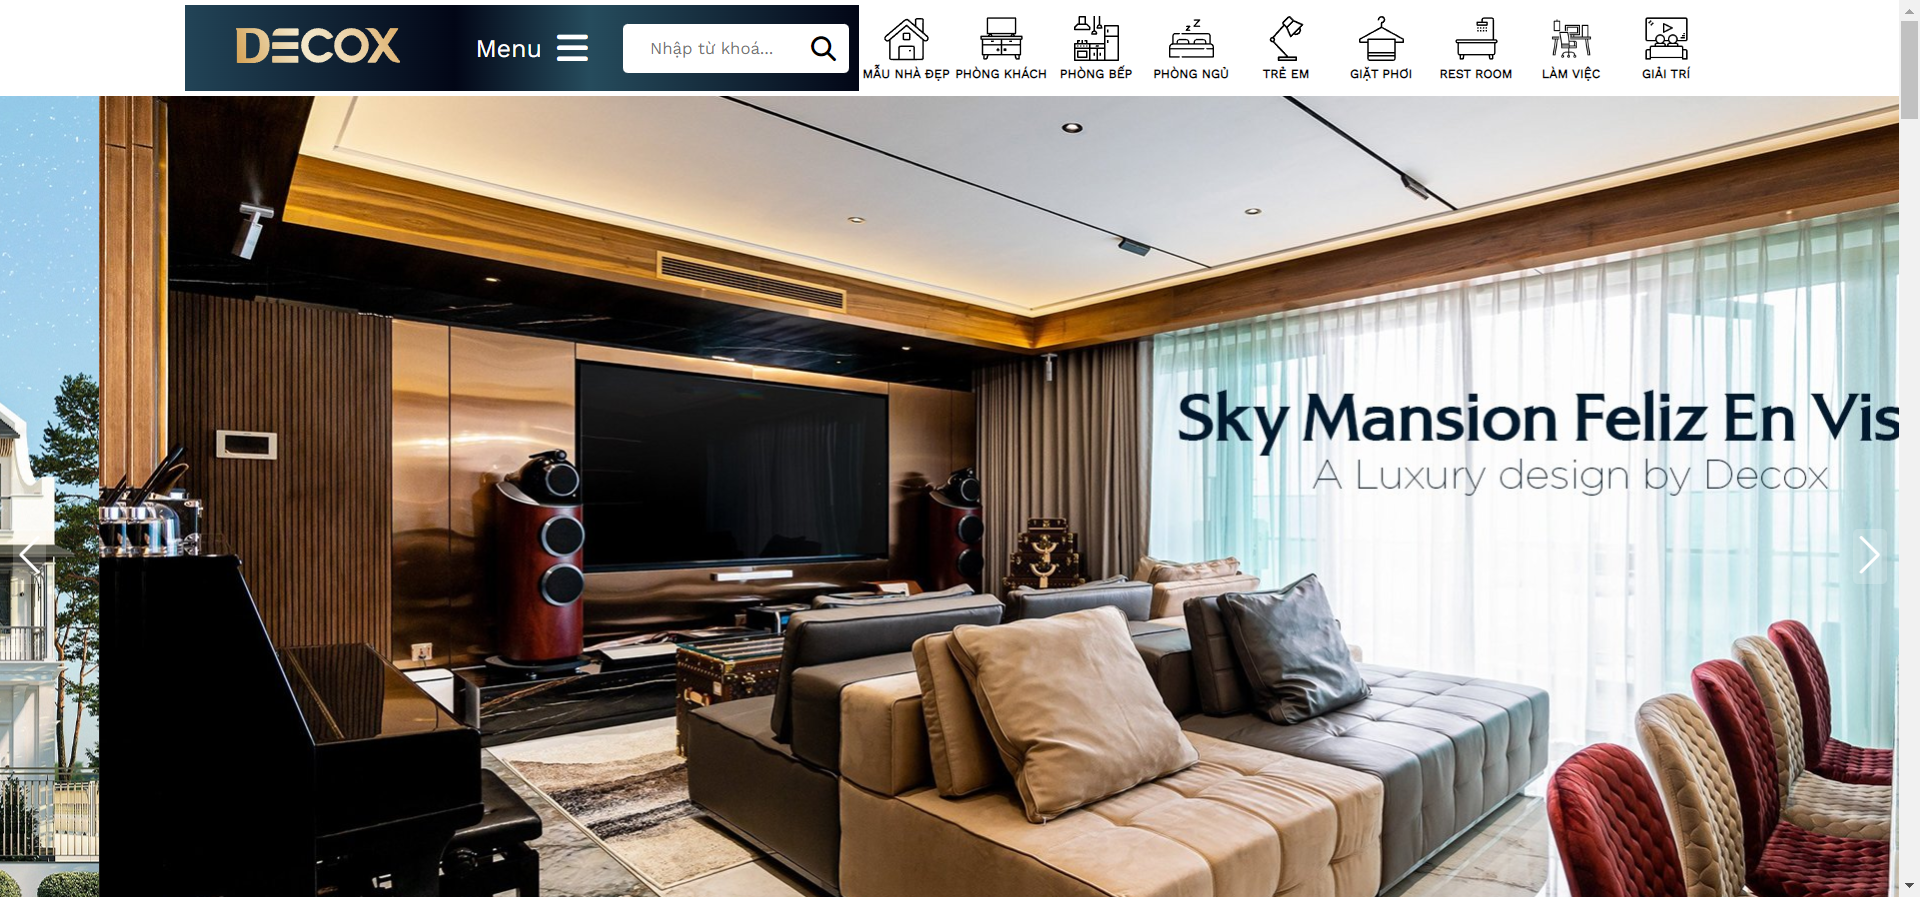 DECOX
Menu
Nhập từ khoá...
MẪU NHÀ ĐẸP
PHÒNG KHÁCH
PHÒNG BẾP
PHÒNG NGỦ
TRẺ EM
GIẶT PHƠI
REST ROOM
LÀM VIỆC
GIẢI TRÍ
Sky Mansion Feliz En Vis
A Luxury design by Decox